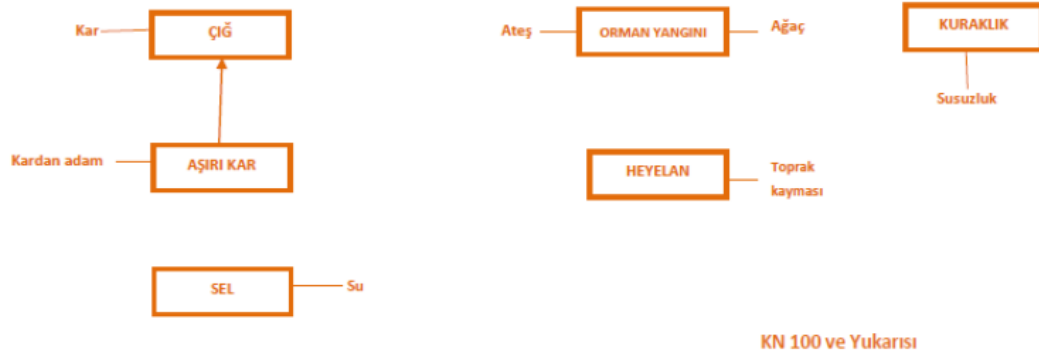 Kar
ÇIĞ
Ateş
ORMAN YANGINI
Ağaç
KURAKLIK
Susuzluk
Kardan adam
AŞIRI KAR
HEYELAN
Toprak
kayması
SEL
Su
KN 100 ve Yukarısı